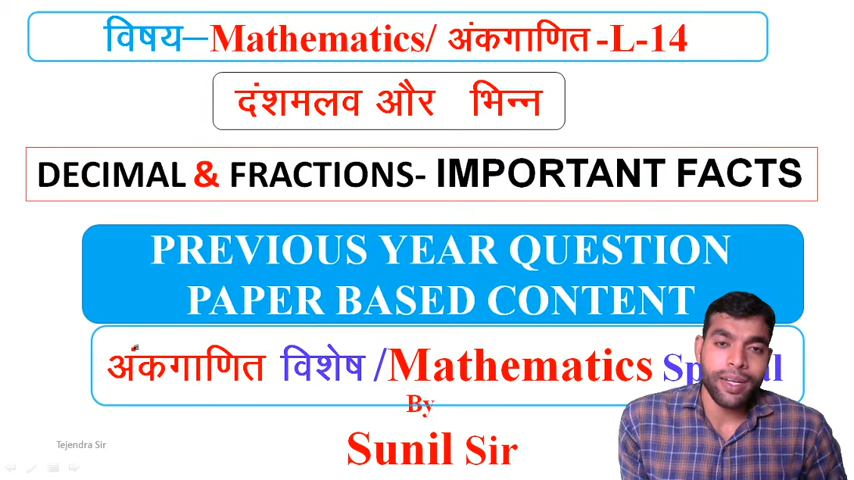 विषय–Mathematics/ अंकगाणित -L-14
दंशमलव और भिन्न
DECIMAL & FRACTIONS- IMPORTANT FACTS
PREVIOUS YEAR QUESTION
PAPER BASED CONTENT
अंकगाणित विशेष /Mathematics
By
Sunil Sir
Tejendra Sir